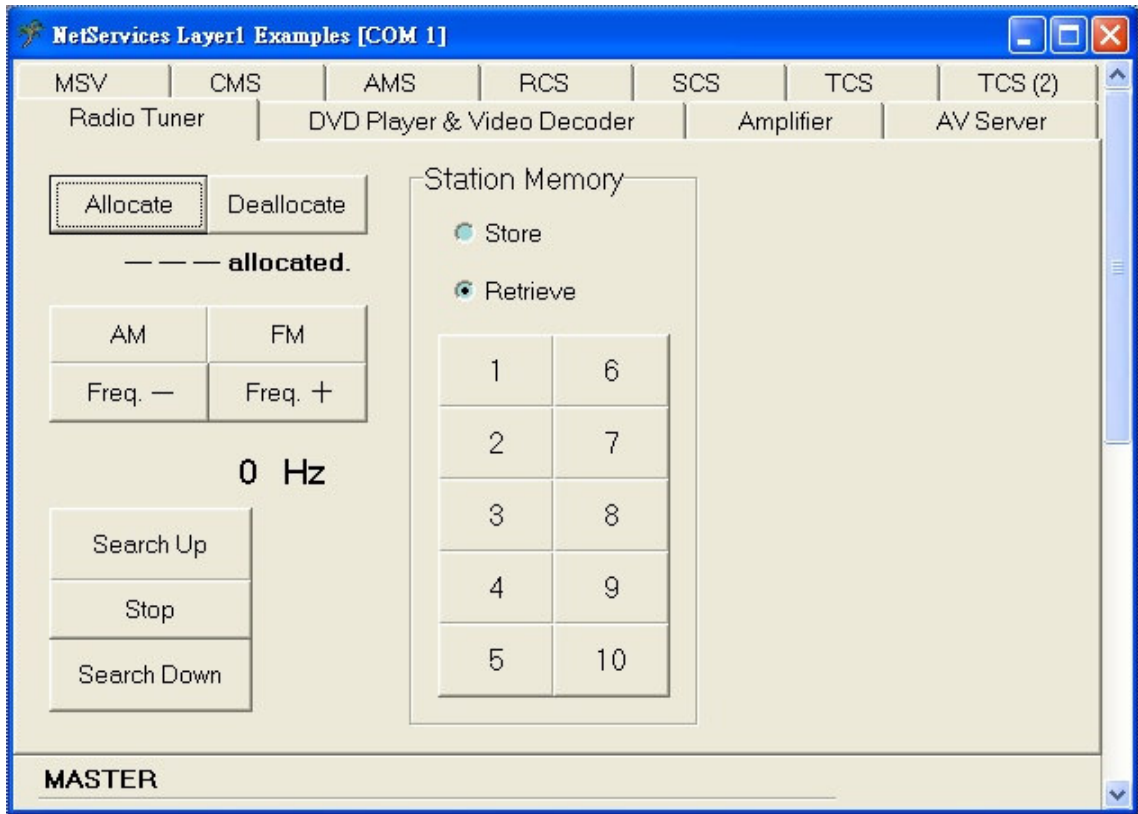 NetServices Layer1 Examples [COM 1]
MSV CMS AMS RCS SCS TCS TCS (2)
Radio Tuner DVD Player & Video Decoder Amplifier AV Server
Allocate Deallocate
— — — allocated.
AM FM
Freq. — Freq. +
0 Hz
Search Up
Stop
Search Down
Station Memory
Store
Retrieve
1 6
2 7
3 8
4 9
5 10
MASTER